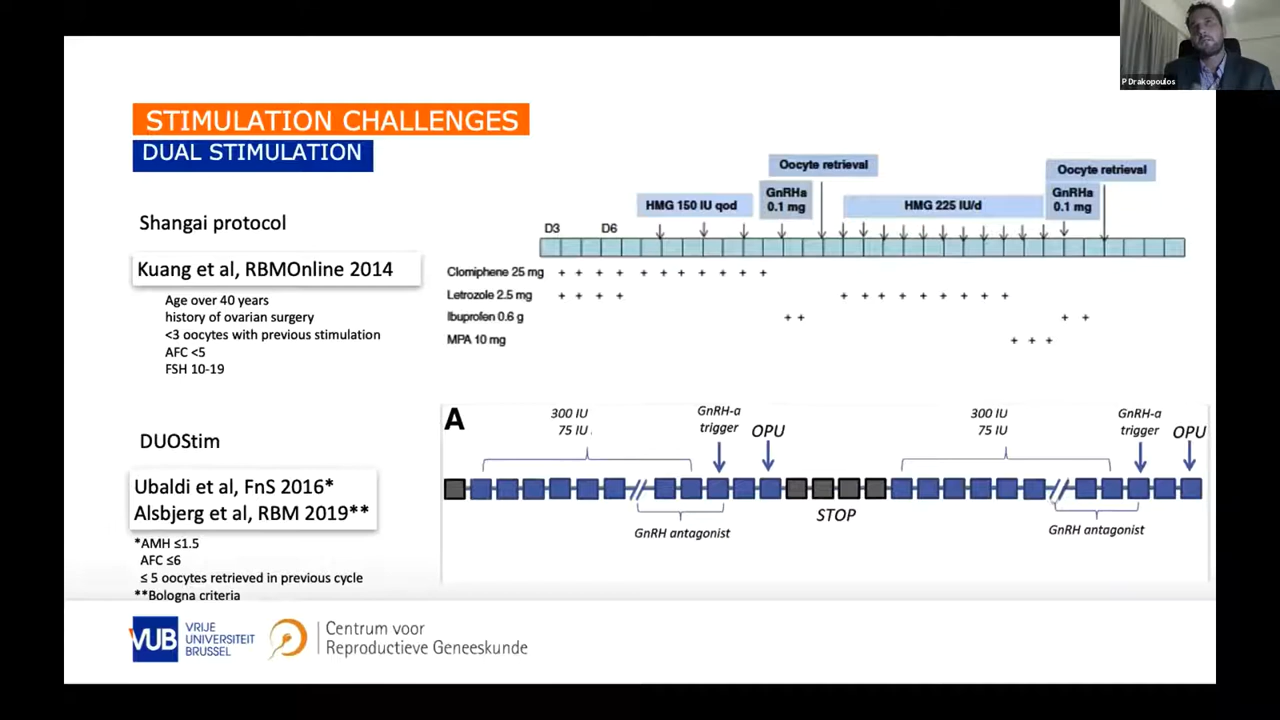 P Drakopoulos
STIMULATION CHALLENGES
DUAL STIMULATION
Shangai protocol
Kuang et al, RBMOnline 2014
Age over 40 years
history of ovarian surgery
<3 oocytes with previous stimulation
AFC <5
FSH 10-19
Oocyte retrieval
Oocyte retrieval
HMG 150 IU qod
GnRHa
0.1 mg
HMG 225 IU/d
GnRHa
0.1 mg
D3
D6
Clomiphene 25 mg + + + + + + + + + + +
Letrozole 2.5 mg + + + + + + + + + + + + +
Ibuprofen 0.6 g + + + +
MPA 10 mg + + +
DUOStim
Ubaldi et al, FnS 2016*
Alsbjerg et al, RBM 2019**
*AMH ≤1.5
AFC ≤6
≤ 5 oocytes retrieved in previous cycle
**Bologna criteria
A
300 IU
75 IU
GnRH-a
trigger
OPU
GnRH antagonist
STOP
300 IU
75 IU
GnRH-a
trigger
OPU
GnRH antagonist
VUB
VRIJE
UNIVERSITEIT
BRUSSEL
Centrum voor
Reproductieve Geneeskunde